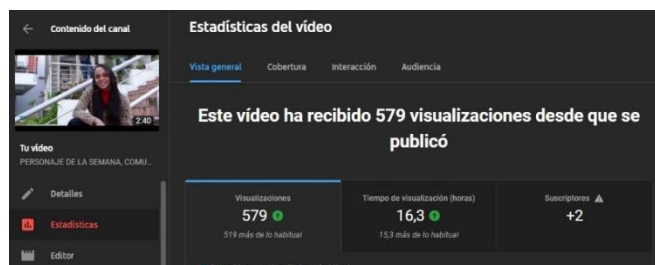 Contenido del canal
2:40
Tu vídeo
PERSONAJE DE LA SEMANA, COMU...
Detalles
Estadísticas
Editor
Estadísticas del vídeo
Vista general Cobertura Interacción Audiencia
Este vídeo ha recibido 579 visualizaciones desde que se
publicó
Visualizaciones
579
519 más de lo habitual
Tiempo de visualización (horas)
16,3
15,3 más de lo habitual
Suscriptores
+2